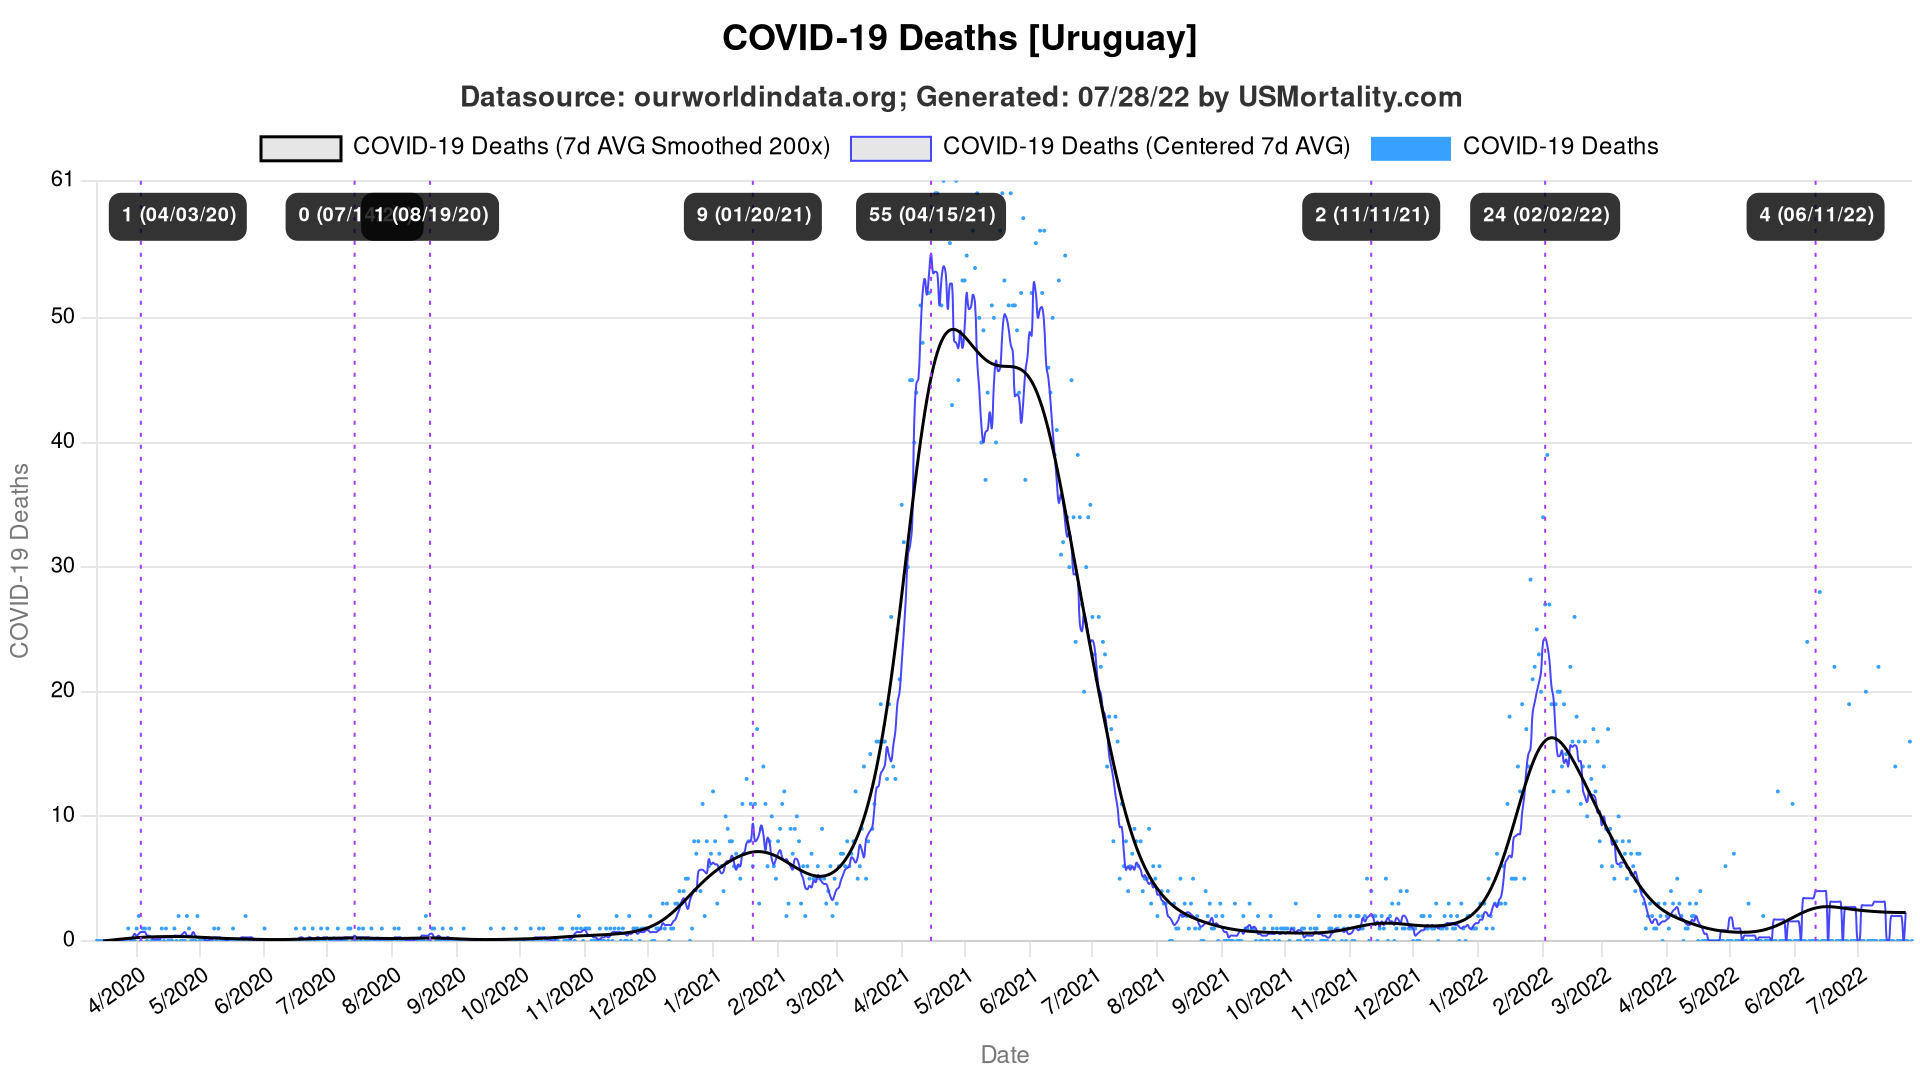 COVID-19 Deaths [Uruguay]
Datasource: ourworldindata.org; Generated: 07/28/22 by USMortality.com
COVID-19 Deaths (7d AVG Smoothed 200x) COVID-19 Deaths (Centered 7d AVG) COVID-19 Deaths
61
1 (04/03/20) 0 (07/14 1 (08/19/20) 9 (01/20/21) 55 (04/15/21) 2 (11/11/21) 24 (02/02/22) 4 (06/11/22)
50
40
30
20
10
0
COVID-19 Deaths
4/2020 5/2020 6/2020 7/2020 8/2020 9/2020 10/2020 11/2020 12/2020 1/2021 2/2021 3/2021 4/2021 5/2021 6/2021 7/2021 8/2021 9/2021 10/2021 11/2021 12/2021 1/2022 2/2022 3/2022 4/2022 5/2022 6/2022 7/2022
Date